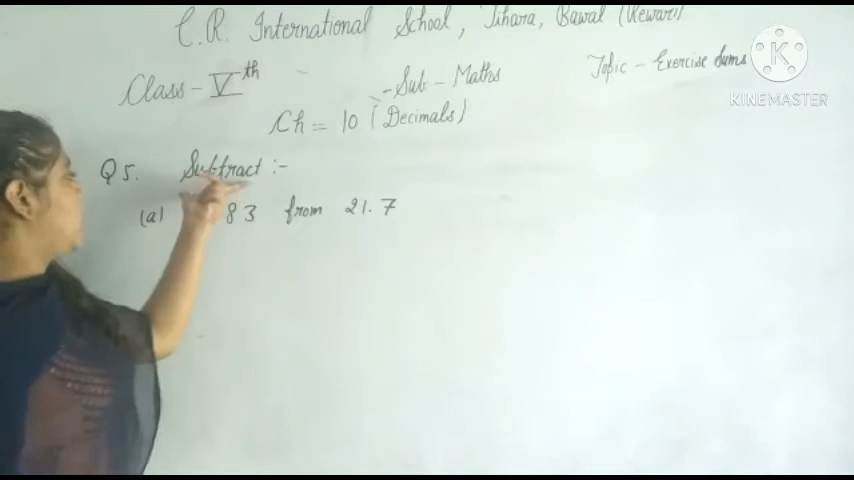 C.R. International School, Jihara, Bawal (Rewari)
Class - Vth - Sub - Maths Topic - Exercise Sums
Ch = 10 (Decimals)
Q5. Subtract :-
(a) 83 from 21.7
K
KINEMASTER